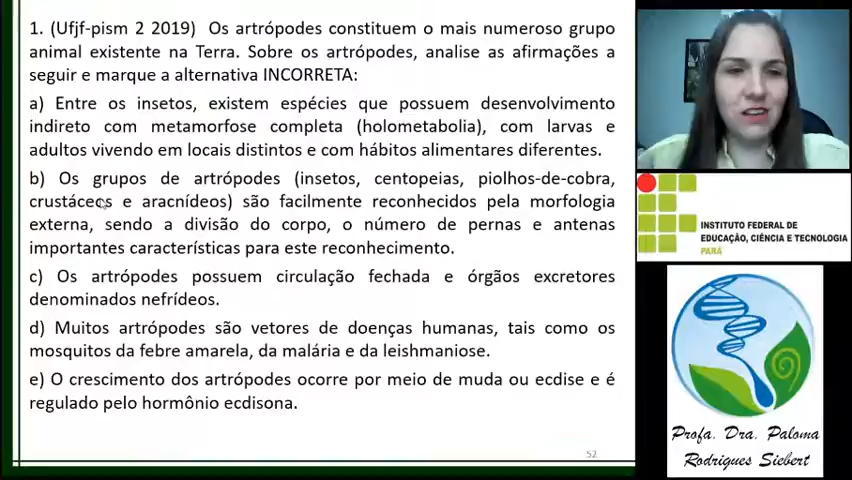 1. (Ufjf-pism 2 2019) Os artrópodes constituem o mais numeroso grupo
animal existente na Terra. Sobre os artrópodes, analise as afirmações a
seguir e marque a alternativa INCORRETA:
a) Entre os insetos, existem espécies que possuem desenvolvimento
indireto com metamorfose completa (holometabolia), com larvas e
adultos vivendo em locais distintos e com hábitos alimentares diferentes.
b) Os grupos de artrópodes (insetos, centopeias, piolhos-de-cobra,
crustáceos e aracnídeos) são facilmente reconhecidos pela morfologia
externa, sendo a divisão do corpo, o número de pernas e antenas
importantes características para este reconhecimento.
c) Os artrópodes possuem circulação fechada e órgãos excretores
denominados nefrídeos.
d) Muitos artrópodes são vetores de doenças humanas, tais como os
mosquitos da febre amarela, da malária e da leishmaniose.
e) O crescimento dos artrópodes ocorre por meio de muda ou ecdise e é
regulado pelo hormônio ecdisona.
52
INSTITUTO FEDERAL DE
EDUCAÇÃO, CIÊNCIA E TECNOLOGIA
PARÁ
Profa. Dra. Paloma
Rodrigues Siebert